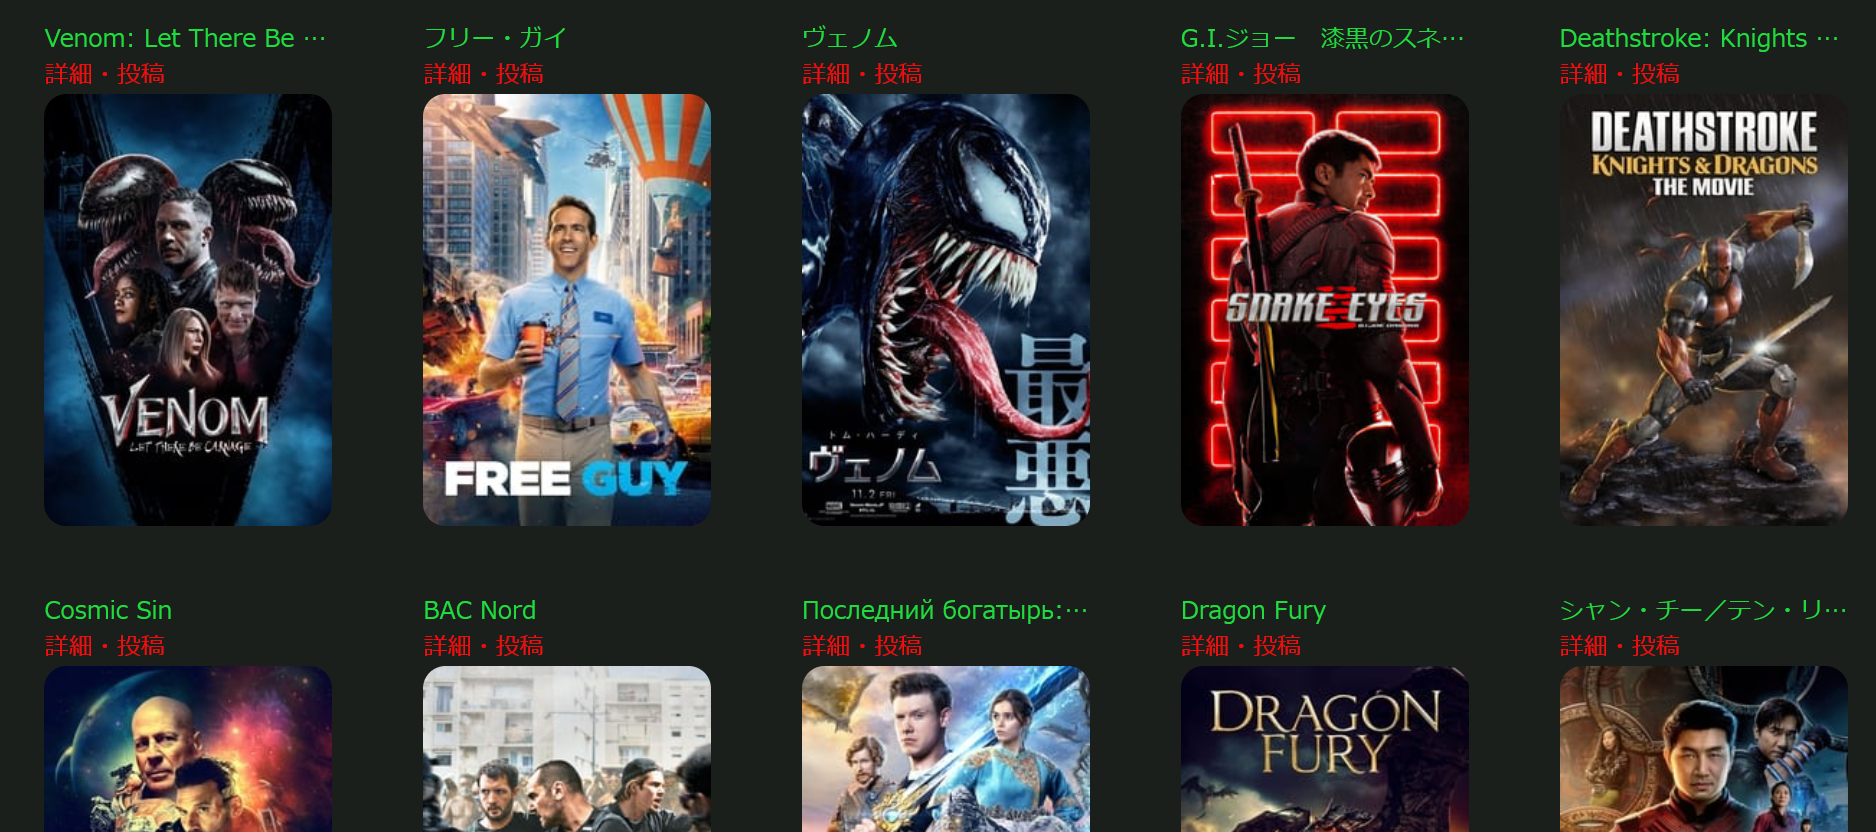 Venom: Let There Be …
フリー・ガイ
ヴェノム
G.I.ジョー　漆黒のスネ…
Deathstroke: Knights …
詳細・投稿
詳細・投稿
詳細・投稿
詳細・投稿
詳細・投稿
VENOM
LET THERE BE CARNAGE
FREE GUY
最悪
トム・ハーディ
ヴェノム
11.2 FRI
SNAKE EYES
DEATHSTROKE
KNIGHTS & DRAGONS
THE MOVIE
Cosmic Sin
BAC Nord
Последний богатырь:…
Dragon Fury
シャン・チー／テン・リ…
詳細・投稿
詳細・投稿
詳細・投稿
詳細・投稿
詳細・投稿
DRAGON
FURY